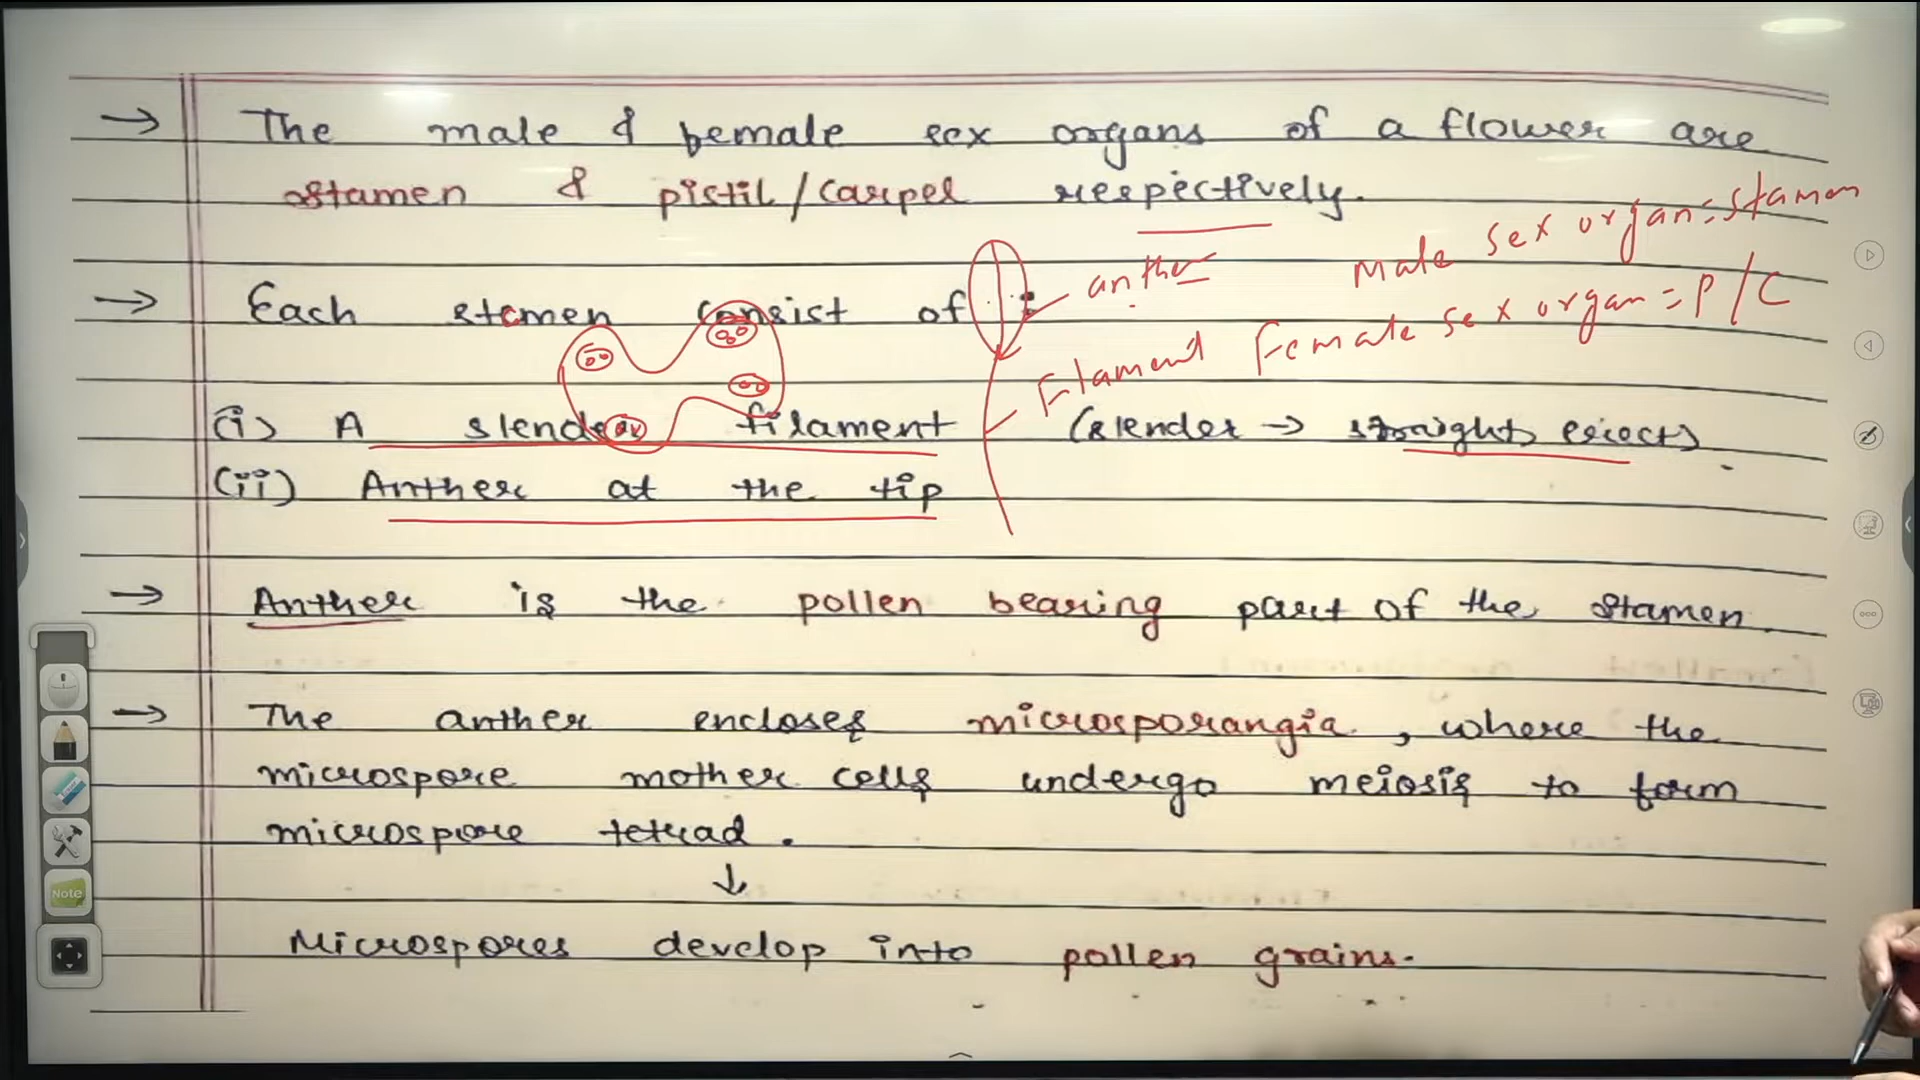 → The male & female sex organs of a flower are
stamen & pistil/carpel respectively.
Male sex organ = stamen
→ Each stamen consist of :
anther
Female sex organ = P/C
Filament
(i) A slender filament (slender → straight, erect)
(ii) Anther at the tip
→ Anther is the pollen bearing part of the stamen.
→ The anther encloses microsporangia, where the
microspore mother cells undergo meiosis to form
microspore tetrad.
↓
Microspores develop into pollen grains.
Note